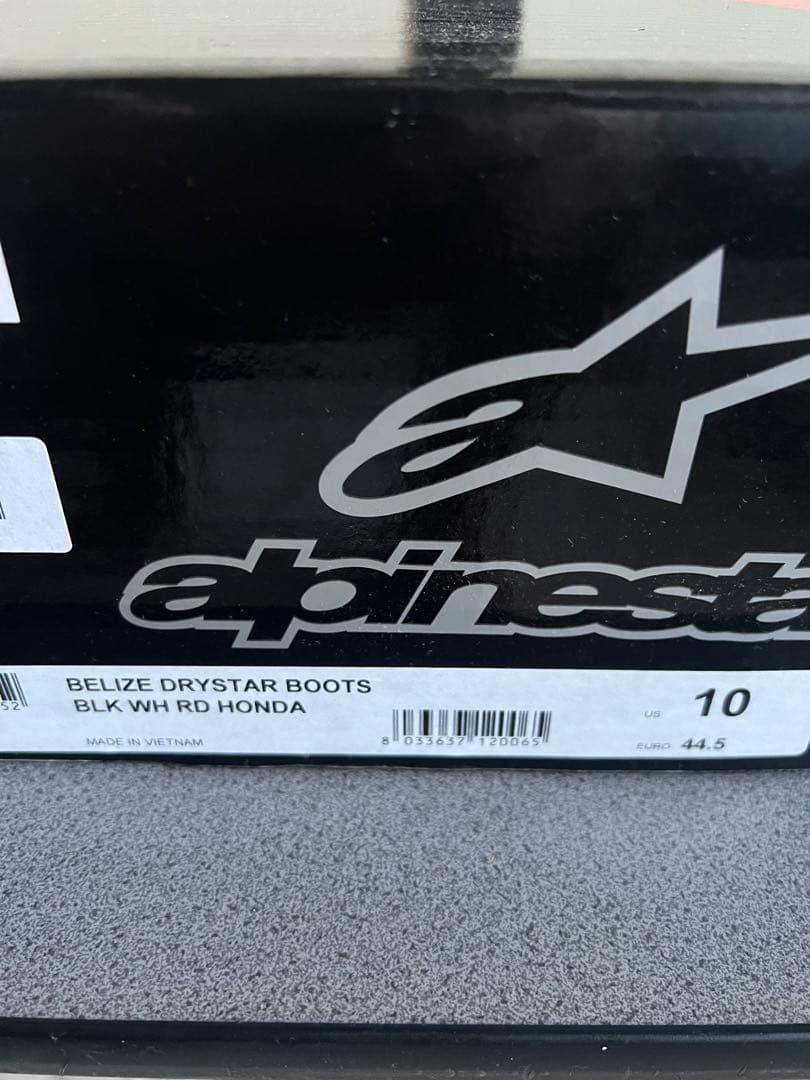 alpinesta
52
BELIZE DRYSTAR BOOTS
BLK WH RD HONDA
MADE IN VIETNAM
8 033637 120065
US 10
EURO 44.5